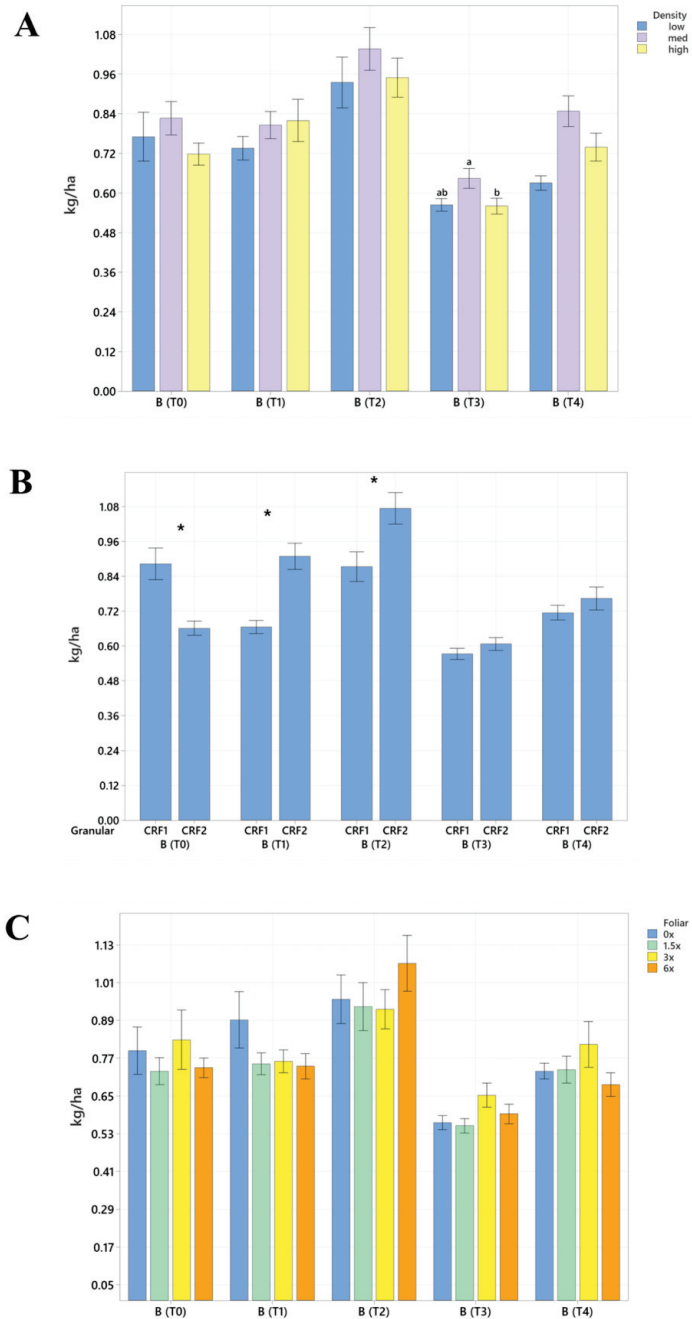 A
Density
low
med
high
1.08
0.96
0.84
0.72
0.60
0.48
0.36
0.24
0.12
0.00
kg/ha
ab
a
b
B (T0) B (T1) B (T2) B (T3) B (T4)
B
1.08
0.96
0.84
0.72
0.60
0.48
0.36
0.24
0.12
0.00
kg/ha
* * *
Granular CRF1 CRF2 CRF1 CRF2 CRF1 CRF2 CRF1 CRF2 CRF1 CRF2
B (T0) B (T1) B (T2) B (T3) B (T4)
C
Foliar
0x
1.5x
3x
6x
1.13
1.01
0.89
0.77
0.65
0.53
0.41
0.29
0.17
0.05
kg/ha
B (T0) B (T1) B (T2) B (T3) B (T4)